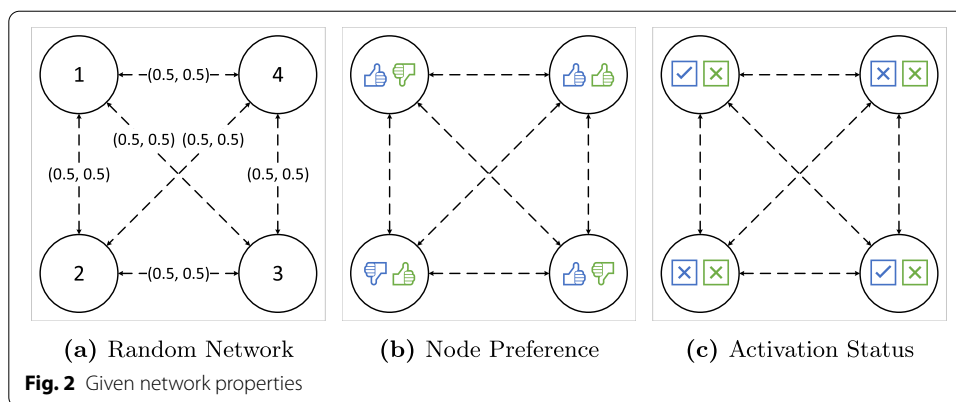 1 (0.5, 0.5) 4
(0.5, 0.5) (0.5, 0.5)
(0.5, 0.5) (0.5, 0.5)
2 (0.5, 0.5) 3
(a) Random Network
(b) Node Preference
(c) Activation Status
Fig. 2 Given network properties